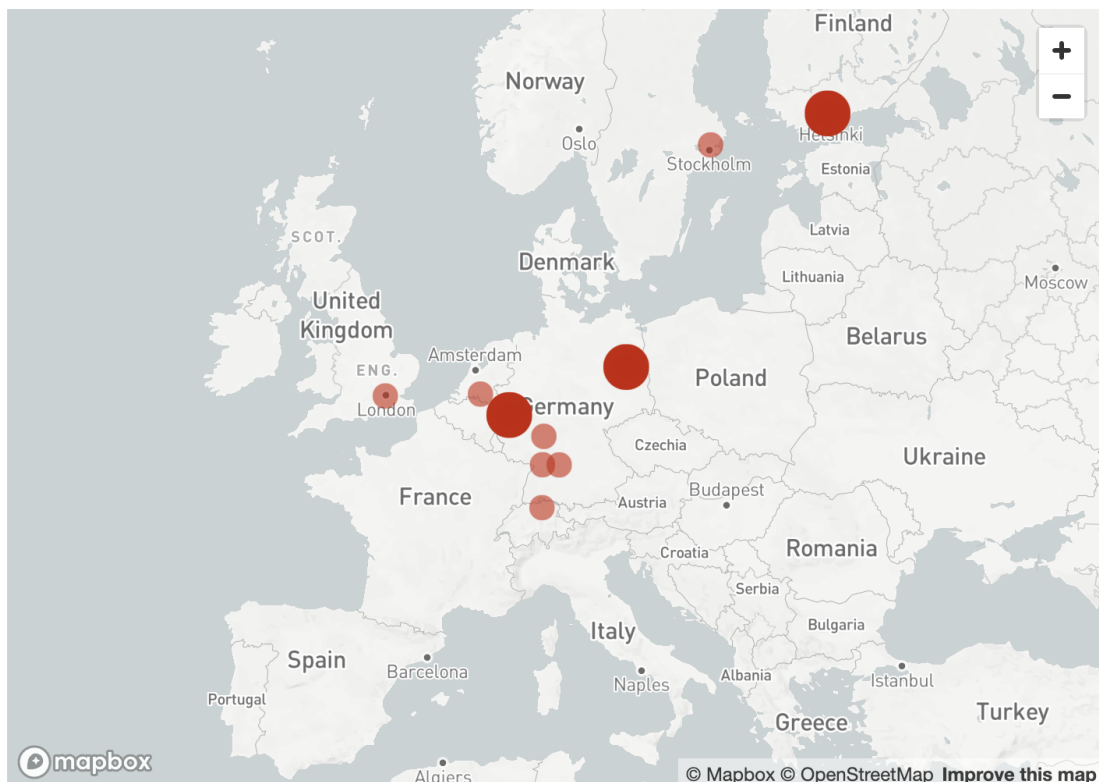 Finland
+
Norway
−
Oslo
Helsinki
Stockholm
Estonia
SCOT.
Latvia
Denmark
Lithuania
Moscow
United
Kingdom
Belarus
Amsterdam
ENG.
Poland
London
Germany
Czechia
Ukraine
France
Budapest
Austria
Romania
Croatia
Serbia
Bulgaria
Italy
Spain
Barcelona
Albania
Istanbul
Naples
Portugal
Greece
Turkey
mapbox
Algiers
© Mapbox © OpenStreetMap Improve this map